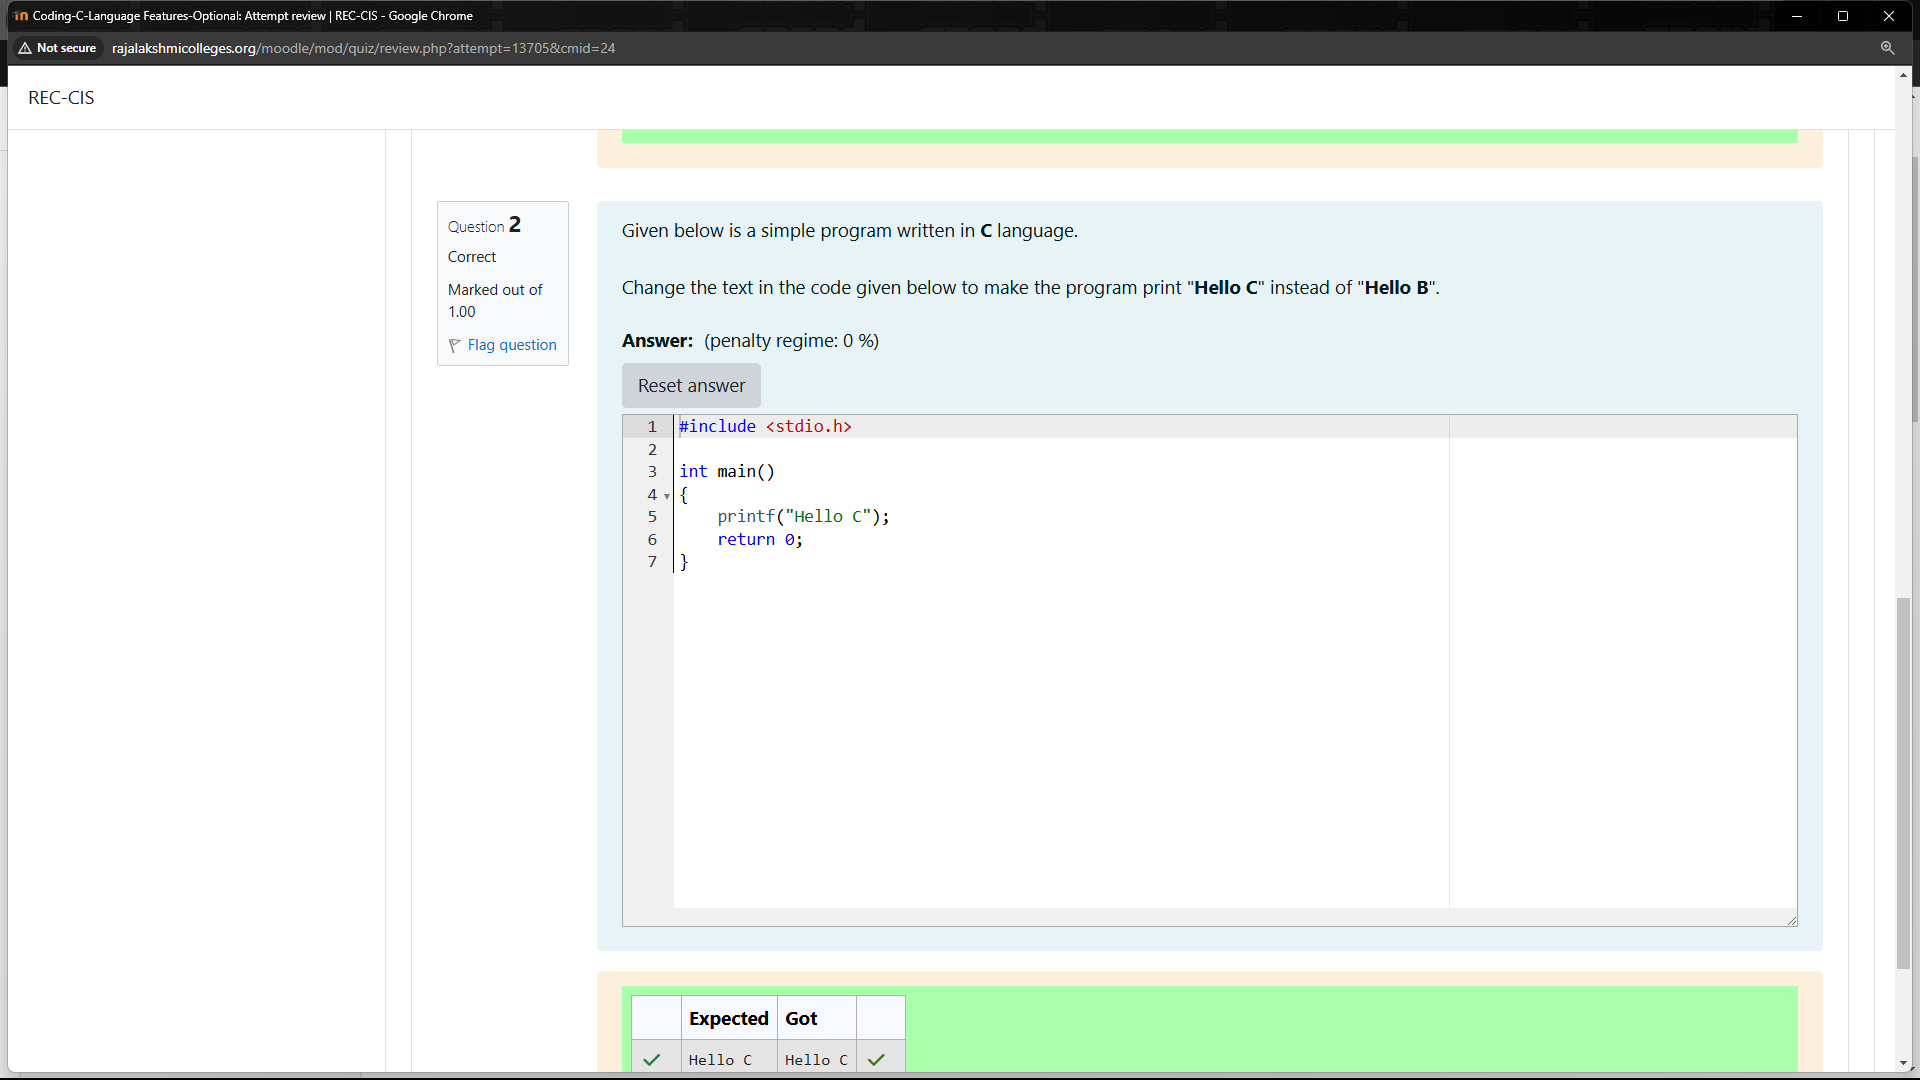 Coding-C-Language Features-Optional: Attempt review | REC-CIS - Google Chrome
Not secure rajalakshmicolleges.org/moodle/mod/quiz/review.php?attempt=13705&cmid=24
REC-CIS
Question 2
Correct
Marked out of
1.00
Flag question
Given below is a simple program written in C language.
Change the text in the code given below to make the program print "Hello C" instead of "Hello B".
Answer: (penalty regime: 0 %)
Reset answer
1 #include <stdio.h>
2
3 int main()
4 {
5 printf("Hello C");
6 return 0;
7 }
Expected Got
Hello C Hello C